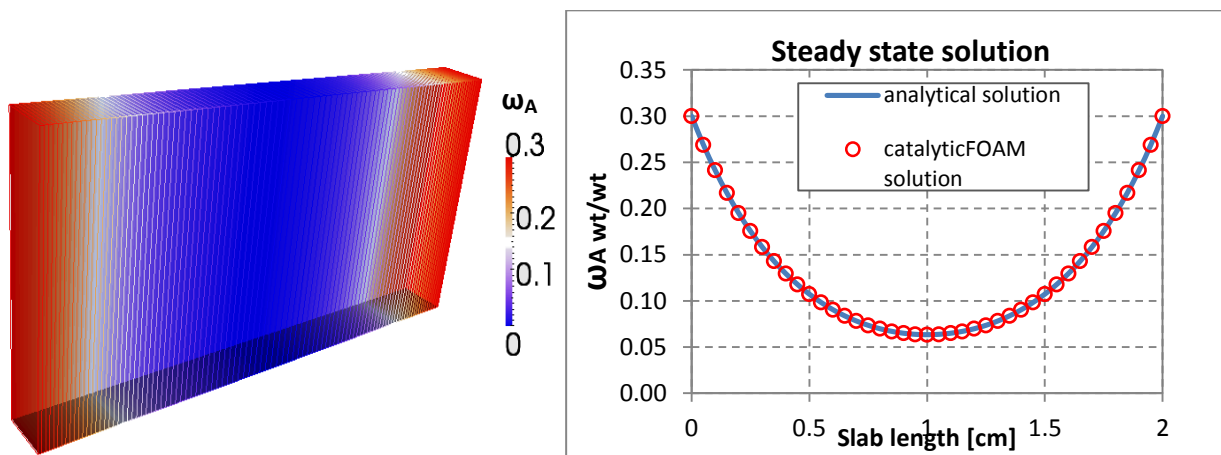 ωA
0.3
0.2
0.1
0
Steady state solution
analytical solution
catalyticFOAM
solution
ωA wt/wt
0.35
0.30
0.25
0.20
0.15
0.10
0.05
0.00
0
0.5
1
1.5
2
Slab length [cm]